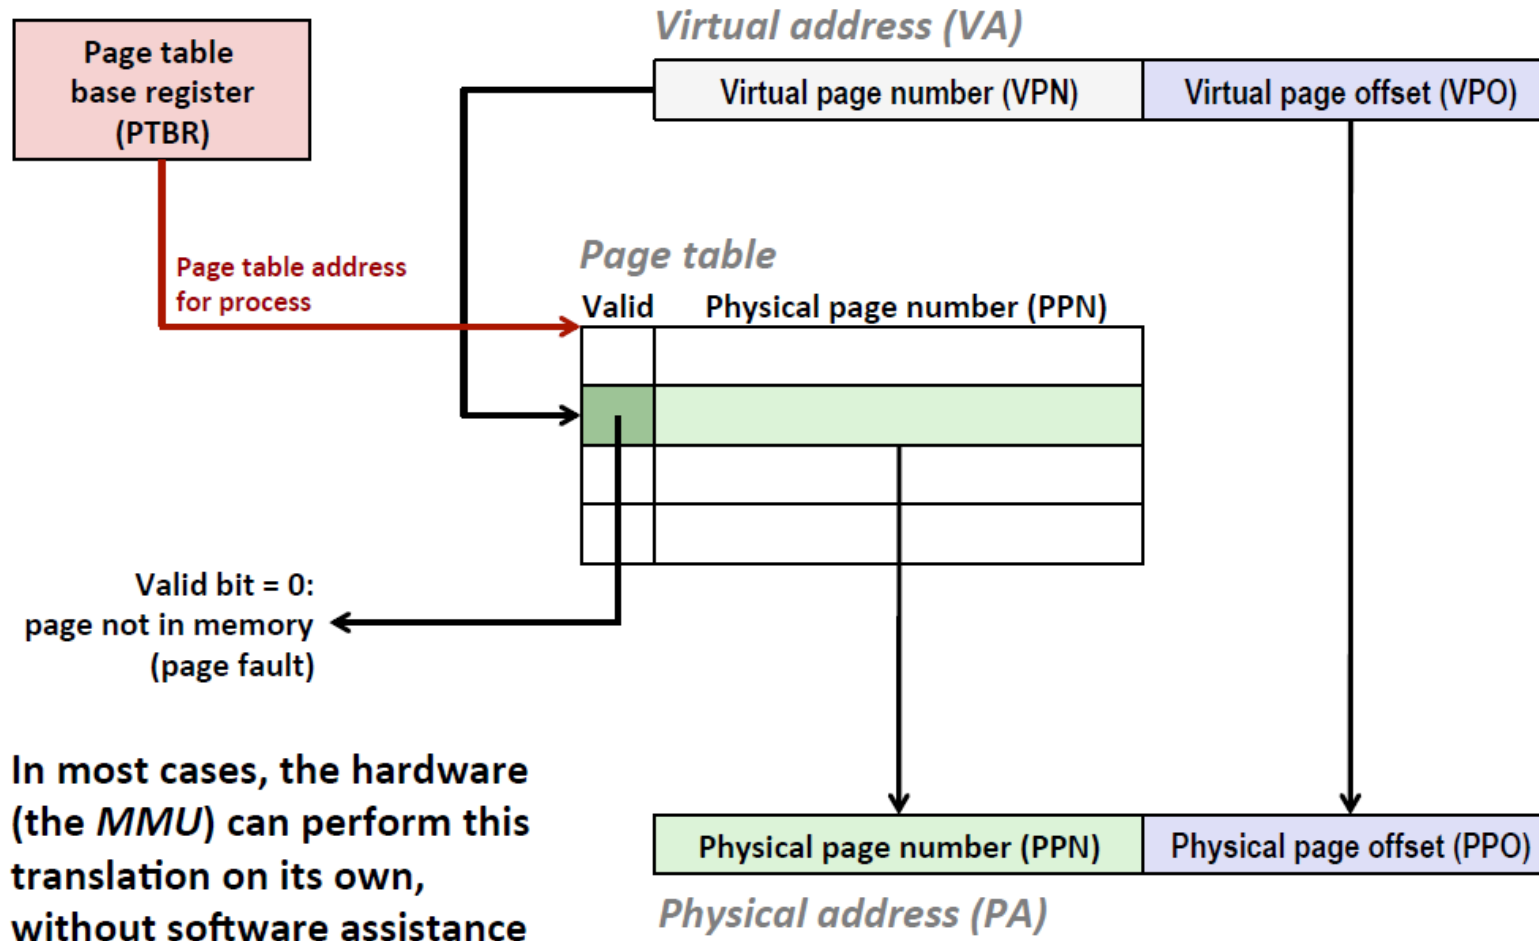 Virtual address (VA)
Page table
base register
(PTBR)
Virtual page number (VPN)
Virtual page offset (VPO)
Page table address
for process
Page table
Valid
Physical page number (PPN)
Valid bit = 0:
page not in memory
(page fault)
In most cases, the hardware
(the MMU) can perform this
translation on its own,
without software assistance
Physical page number (PPN)
Physical page offset (PPO)
Physical address (PA)